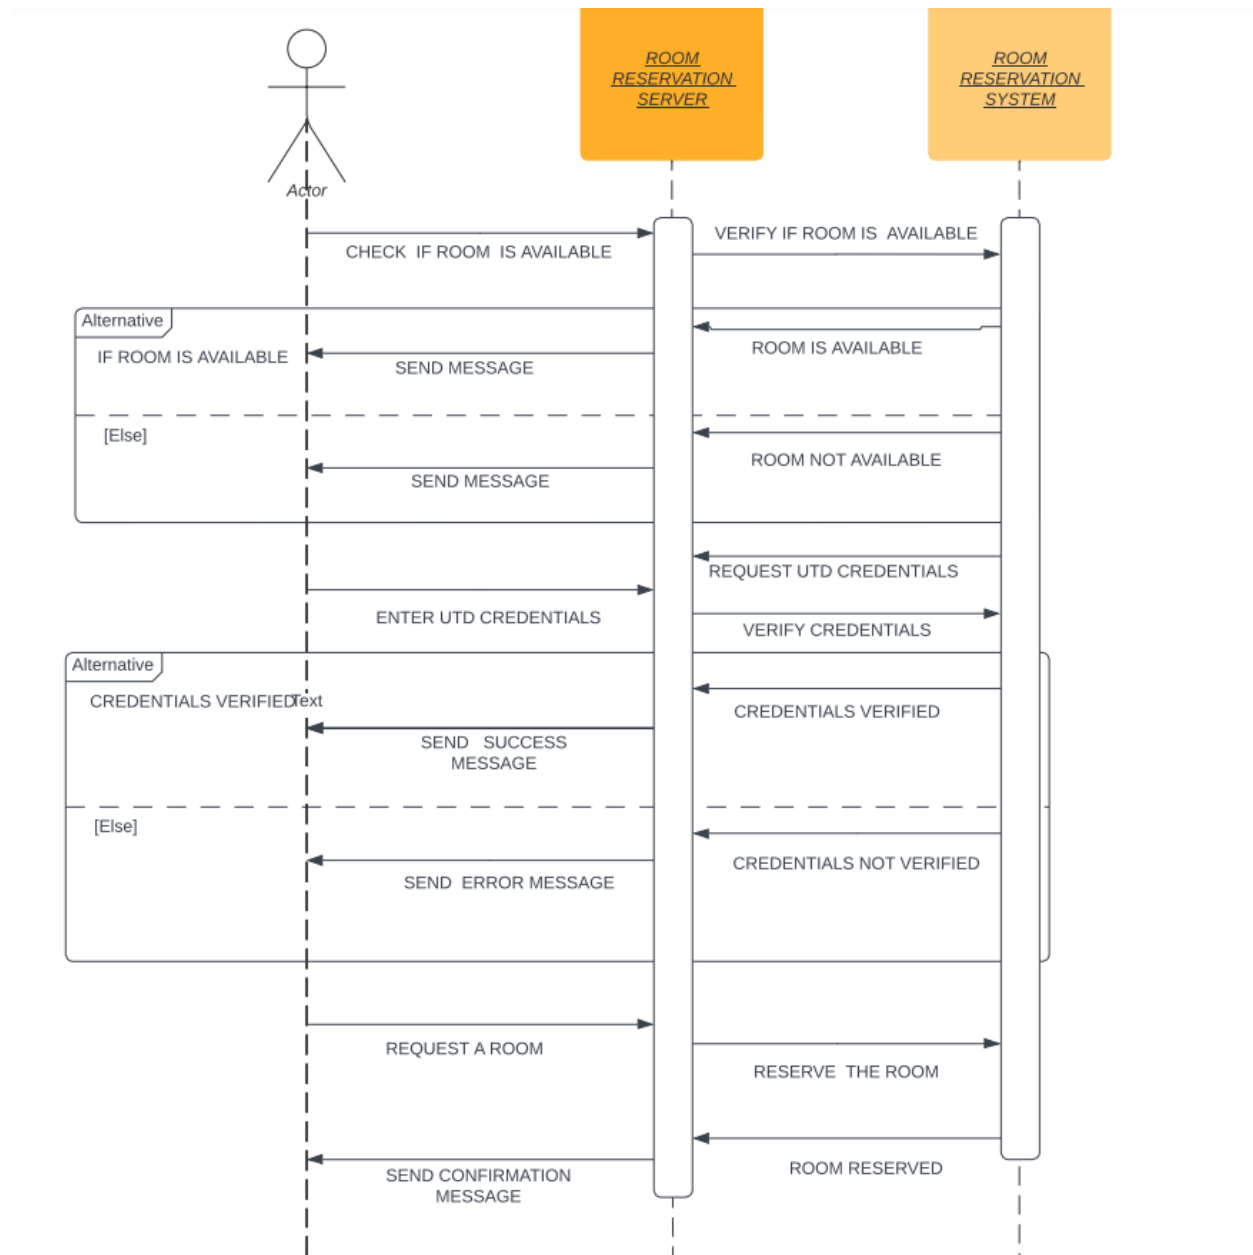 ROOM
RESERVATION
SERVER
ROOM
RESERVATION
SYSTEM
Actor
CHECK IF ROOM IS AVAILABLE
VERIFY IF ROOM IS AVAILABLE
Alternative
IF ROOM IS AVAILABLE
ROOM IS AVAILABLE
SEND MESSAGE
[Else]
ROOM NOT AVAILABLE
SEND MESSAGE
REQUEST UTD CREDENTIALS
ENTER UTD CREDENTIALS
VERIFY CREDENTIALS
Alternative
CREDENTIALS VERIFIED
Text
CREDENTIALS VERIFIED
SEND SUCCESS
MESSAGE
[Else]
CREDENTIALS NOT VERIFIED
SEND ERROR MESSAGE
REQUEST A ROOM
RESERVE THE ROOM
ROOM RESERVED
SEND CONFIRMATION
MESSAGE